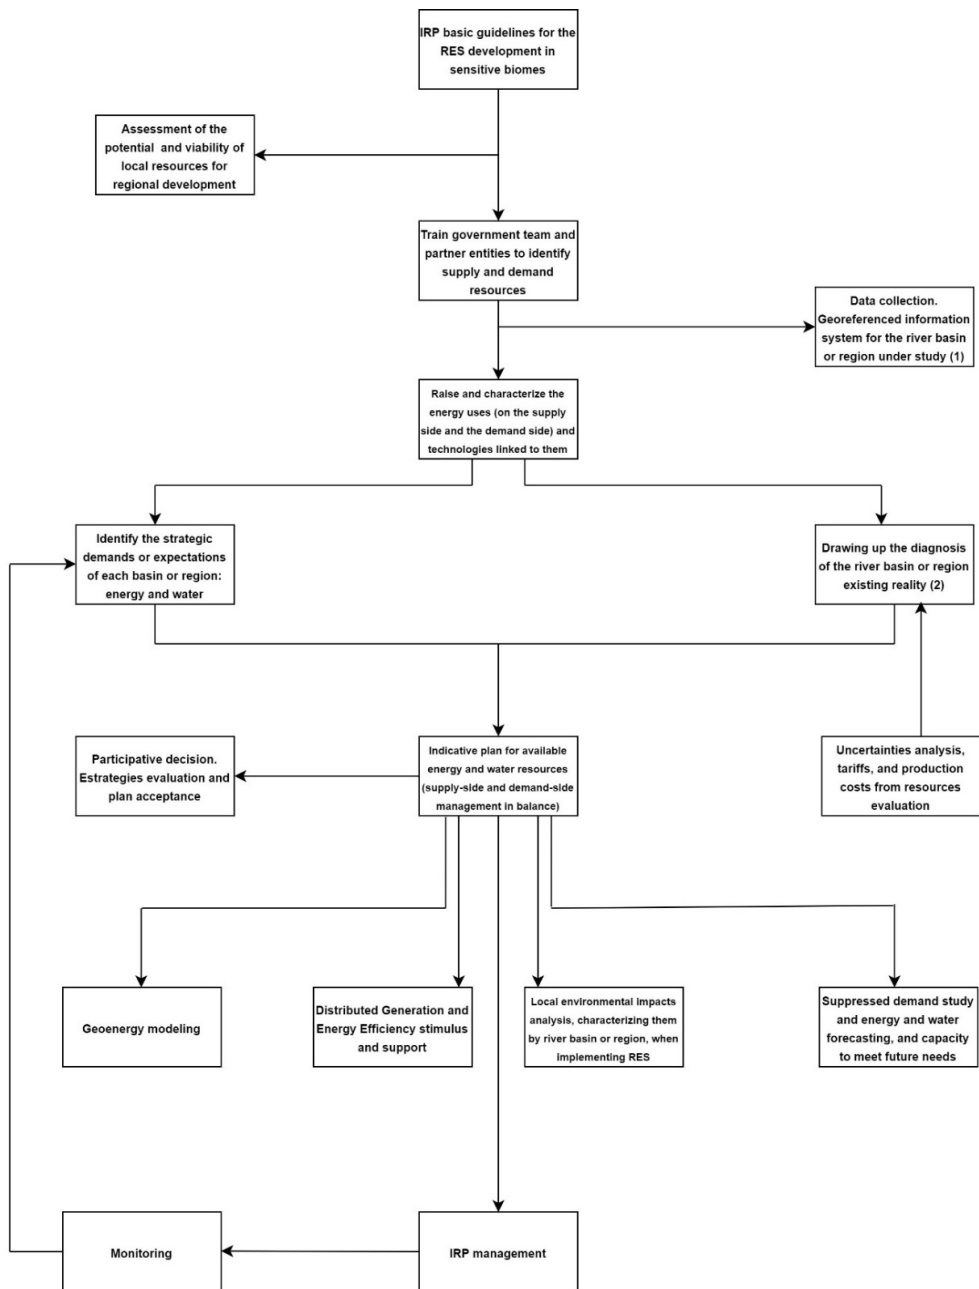 IRP basic guidelines for the
RES development in
sensitive biomes
Assessment of the
potential and viability of
local resources for
regional development
Train government team and
partner entities to identify
supply and demand
resources
Data collection.
Georeferenced information
system for the river basin
or region under study (1)
Raise and characterize the
energy uses (on the supply
side and the demand side) and
technologies linked to them
Identify the strategic
demands or expectations
of each basin or region:
energy and water
Drawing up the diagnosis
of the river basin or region
existing reality (2)
Participative decision.
Estrategies evaluation and
plan acceptance
Indicative plan for available
energy and water resources
(supply-side and demand-side
management in balance)
Uncertainties analysis,
tariffs, and production
costs from resources
evaluation
Geoenergy modeling
Distributed Generation and
Energy Efficiency stimulus
and support
Local environmental impacts
analysis, characterizing them
by river basin or region, when
implementing RES
Suppressed demand study
and energy and water
forecasting, and capacity
to meet future needs
Monitoring
IRP management